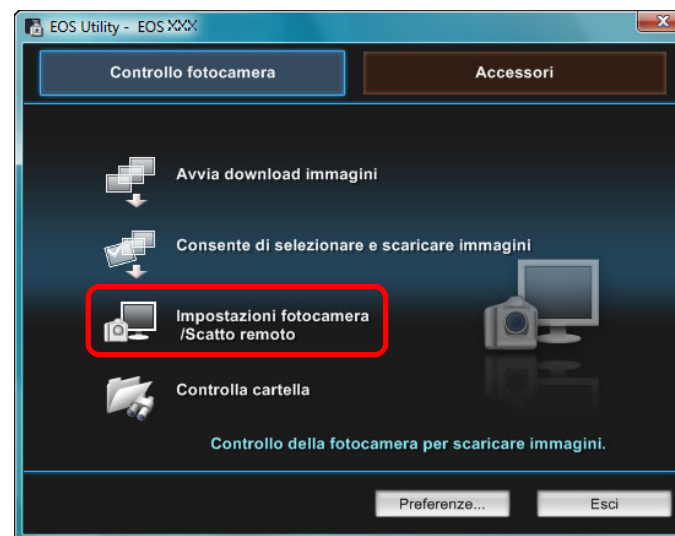 EOS Utility - EOS XXX
Controllo fotocamera
Accessori
Avvia download immagini
Consente di selezionare e scaricare immagini
Impostazioni fotocamera
/Scatto remoto
Controlla cartella
Controllo della fotocamera per scaricare immagini.
Preferenze...
Esci